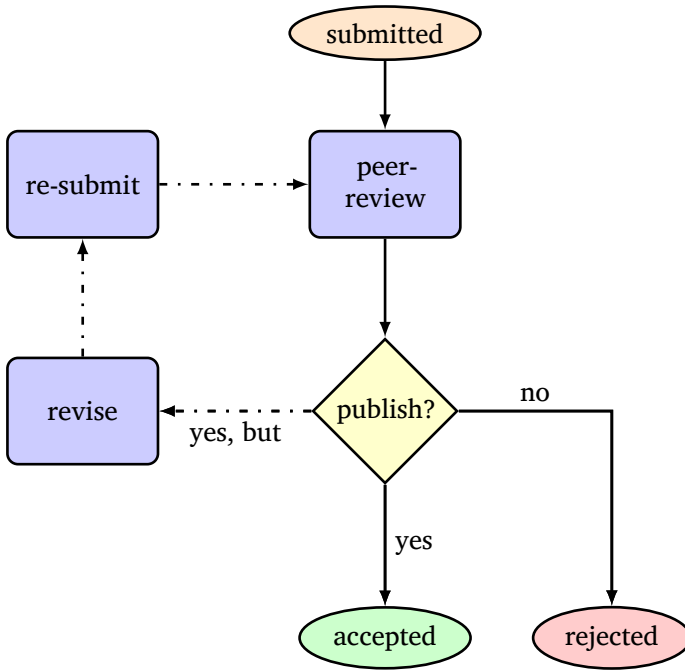 submitted
re-submit
peer-
review
revise
yes, but
publish?
no
yes
accepted
rejected